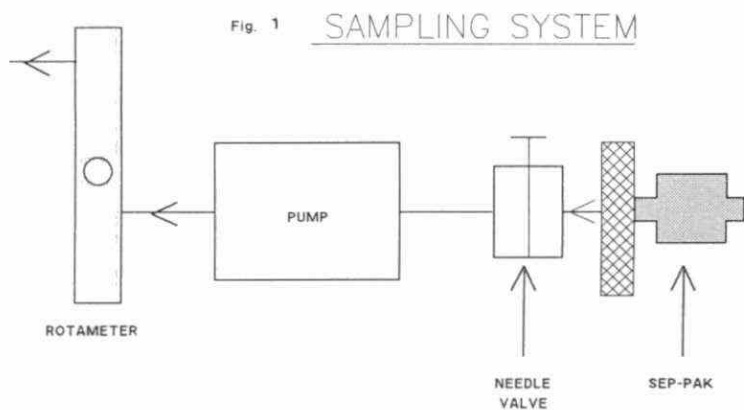 Fig. 1 SAMPLING SYSTEM
PUMP
ROTAMETER
NEEDLE
VALVE
SEP-PAK